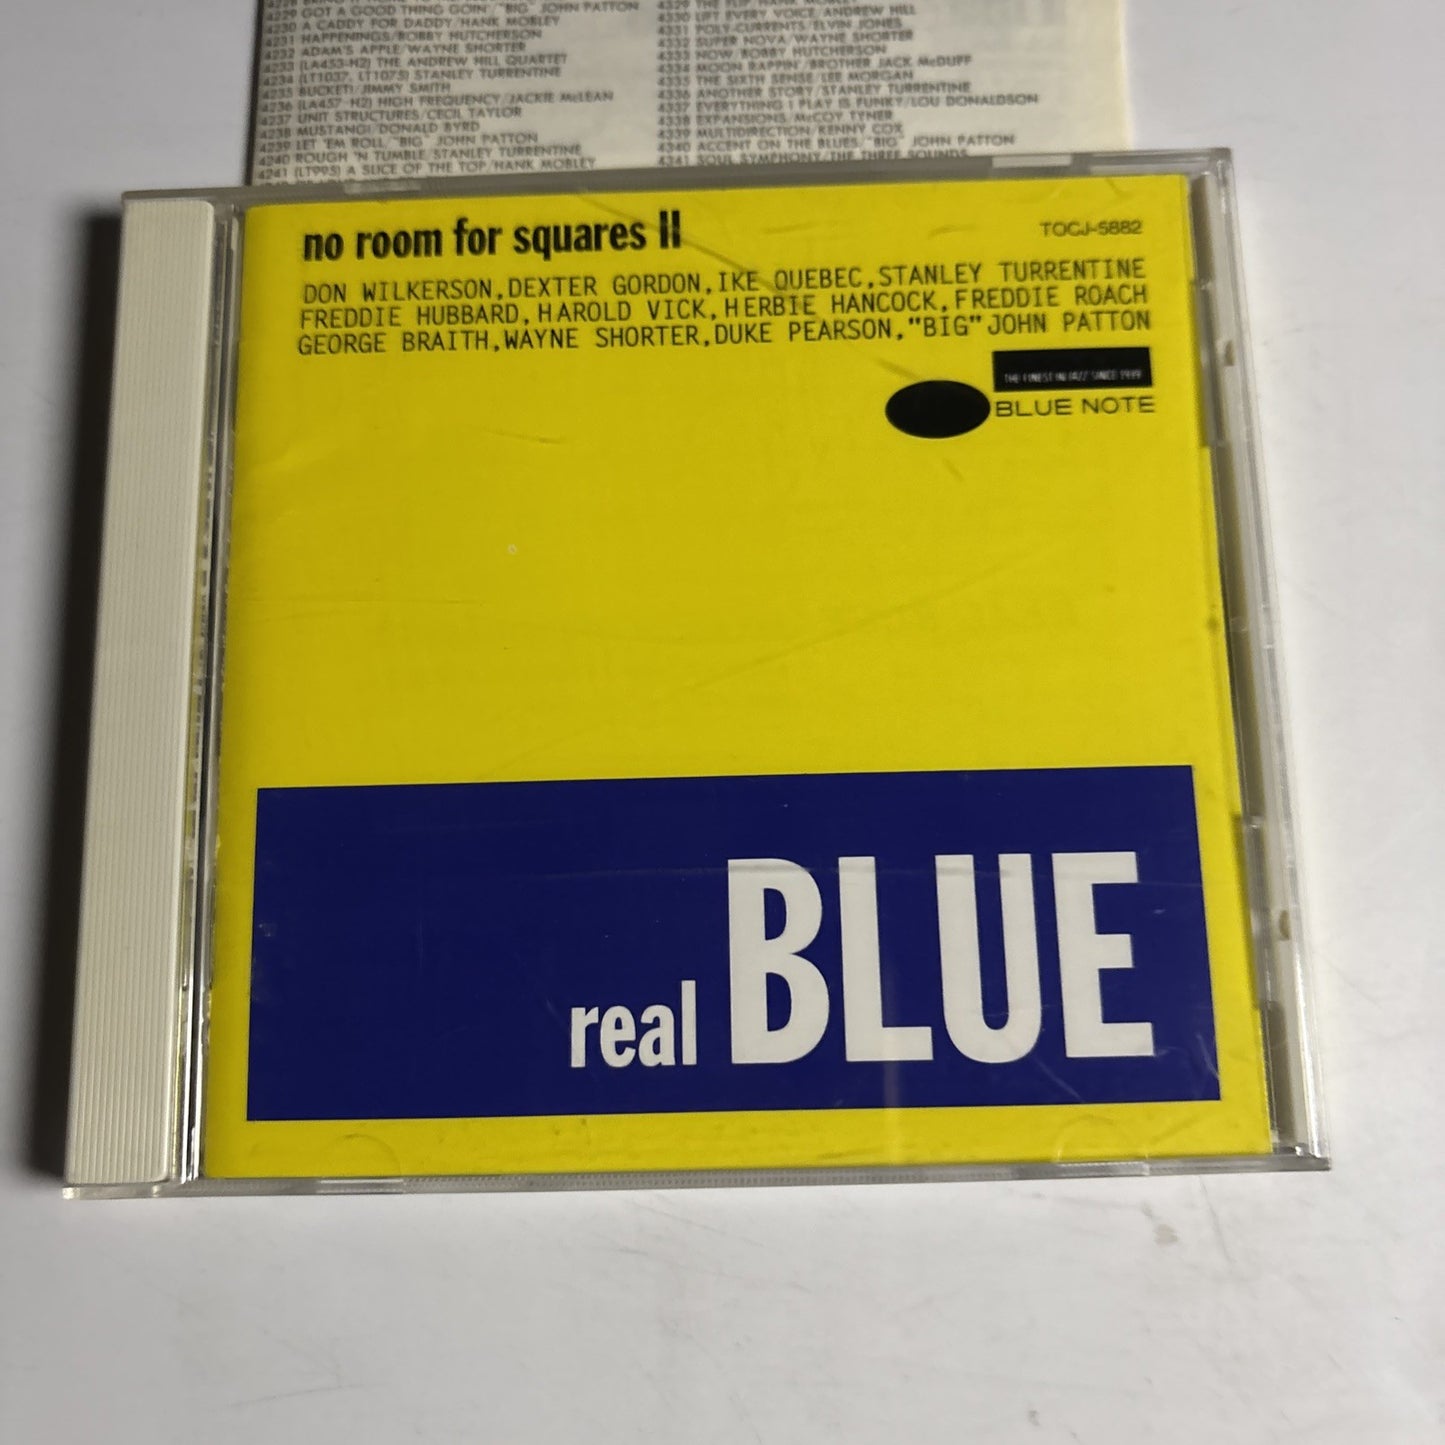 4229 GOT A GOOD THING GOIN'/"BIG" JOHN PATTON
4230 A CADDY FOR DADDY/HANK MOBLEY
4231 HAPPENINGS/BOBBY HUTCHERSON
4232 ADAM'S APPLE/WAYNE SHORTER
4233 (LA453-H2) THE ANDREW HILL QUARTET
4234 (LT1037, LT1075) STANLEY TURRENTINE
4235 BUCKET!/JIMMY SMITH
4236 (LA457-H2) HIGH FREQUENCY/JACKIE McLEAN
4237 UNIT STRUCTURES/CECIL TAYLOR
4238 MUSTANG!/DONALD BYRD
4239 LET 'EM ROLL/"BIG" JOHN PATTON
4240 ROUGH 'N TUMBLE/STANLEY TURRENTINE
4241 (LT995) A SLICE OF THE TOP/HANK MOBLEY
4329 THE FLIP/HANK MOBLEY
4330 LIFT EVERY VOICE/ANDREW HILL
4331 POLY-CURRENTS/ELVIN JONES
4332 SUPER NOVA/WAYNE SHORTER
4333 NOW/BOBBY HUTCHERSON
4334 MOON RAPPIN'/BROTHER JACK McDUFF
4335 THE SIXTH SENSE/LEE MORGAN
4336 ANOTHER STORY/STANLEY TURRENTINE
4337 EVERYTHING I PLAY IS FUNKY/LOU DONALDSON
4338 EXPANSIONS/McCOY TYNER
4339 MULTIDIRECTION/KENNY COX
4340 ACCENT ON THE BLUES/"BIG" JOHN PATTON
4341 SOUL SYMPHONY/THE THREE SOUNDS
no room for squares II
TOCJ-5882
DON WILKERSON,DEXTER GORDON,IKE QUEBEC,STANLEY TURRENTINE
FREDDIE HUBBARD,HAROLD VICK,HERBIE HANCOCK,FREDDIE ROACH
GEORGE BRAITH,WAYNE SHORTER,DUKE PEARSON,"BIG"JOHN PATTON
THE FINEST IN JAZZ SINCE 1939
BLUE NOTE
real BLUE